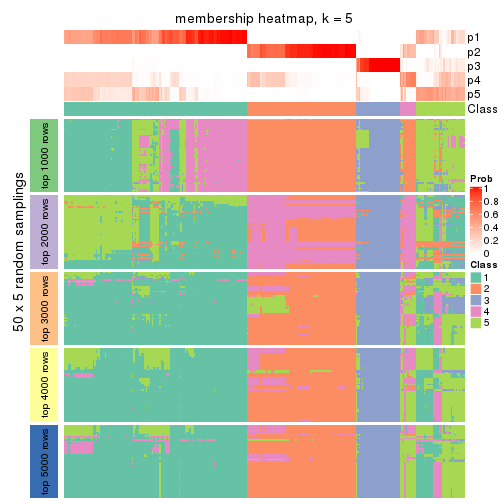 membership heatmap, k = 5
p1
p2
p3
p4
p5
Class
50 x 5 random samplings
top 1000 rows
top 2000 rows
top 3000 rows
top 4000 rows
top 5000 rows
Prob
1
0.8
0.6
0.4
0.2
0
Class
1
2
3
4
5